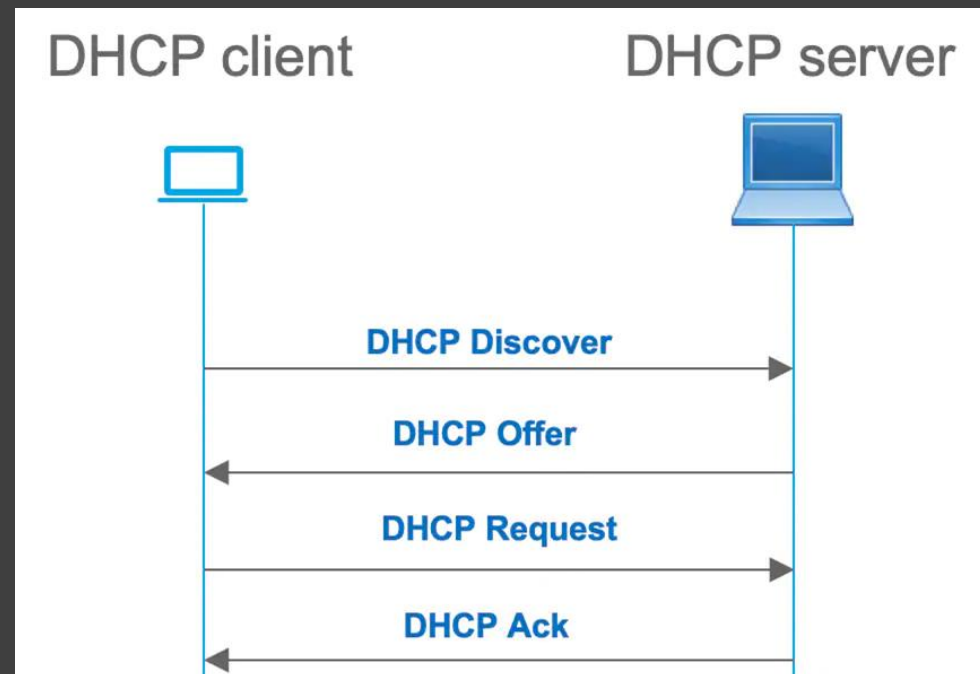 DHCP client
DHCP server
DHCP Discover
DHCP Offer
DHCP Request
DHCP Ack